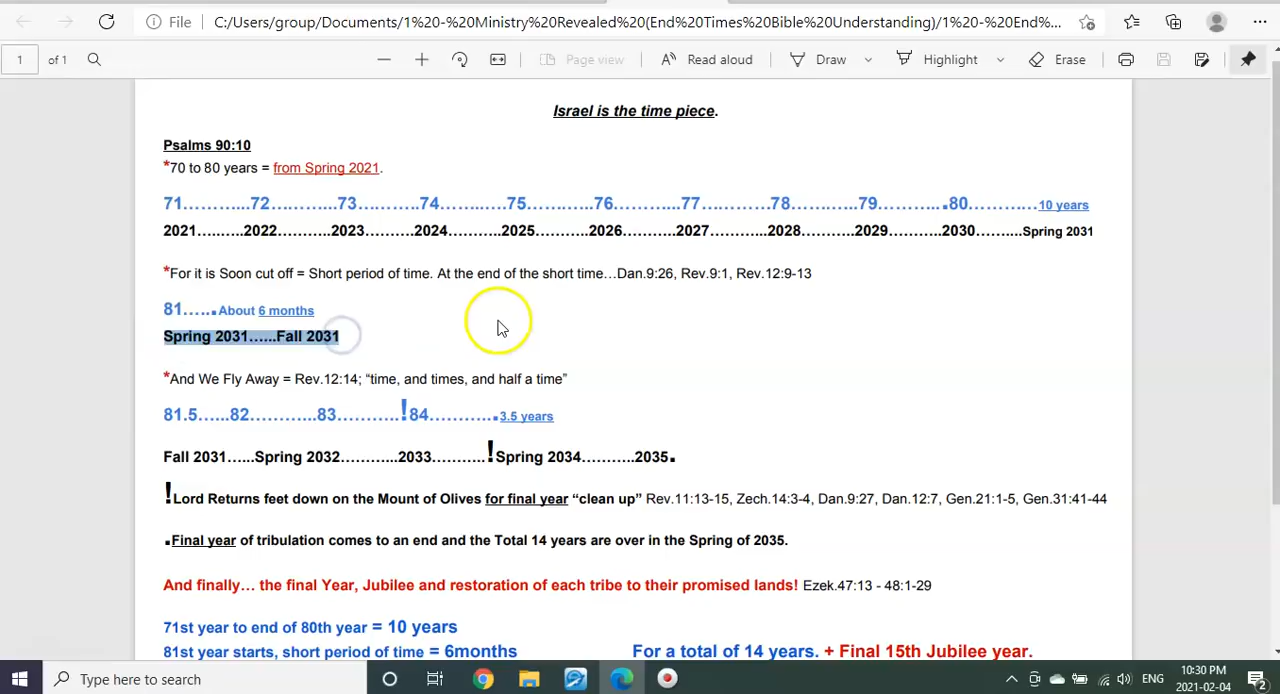 File
C:/Users/group/Documents/1%20-%20Ministry%20Revealed%20(End%20Times%20Bible%20Understanding)/1%20-%20End%...
1 of 1
Page view
Read aloud
Draw
Highlight
Erase
Israel is the time piece.
Psalms 90:10
*70 to 80 years = from Spring 2021.
71………...72………...73……….74……..….75……..…..76……….…77………..…78……..…..79………..….80………..…10 years
2021…..…..2022……….2023……….2024……….2025……….2026……….2027………...2028……….2029……….2030……....Spring 2031
*For it is Soon cut off = Short period of time. At the end of the short time…Dan.9:26, Rev.9:1, Rev.12:9-13
81…...About 6 months
Spring 2031…...Fall 2031
*And We Fly Away = Rev.12:14; “time, and times, and half a time”
81.5…...82………...83……….!84………..3.5 years
Fall 2031…...Spring 2032………...2033………..!Spring 2034……….2035.
!Lord Returns feet down on the Mount of Olives for final year “clean up” Rev.11:13-15, Zech.14:3-4, Dan.9:27, Dan.12:7, Gen.21:1-5, Gen.31:41-44
.Final year of tribulation comes to an end and the Total 14 years are over in the Spring of 2035.
And finally… the final Year, Jubilee and restoration of each tribe to their promised lands! Ezek.47:13 - 48:1-29
71st year to end of 80th year = 10 years
81st year starts, short period of time = 6months For a total of 14 years. + Final 15th Jubilee year.
Type here to search
ENG
10:30 PM
2021-02-04
2